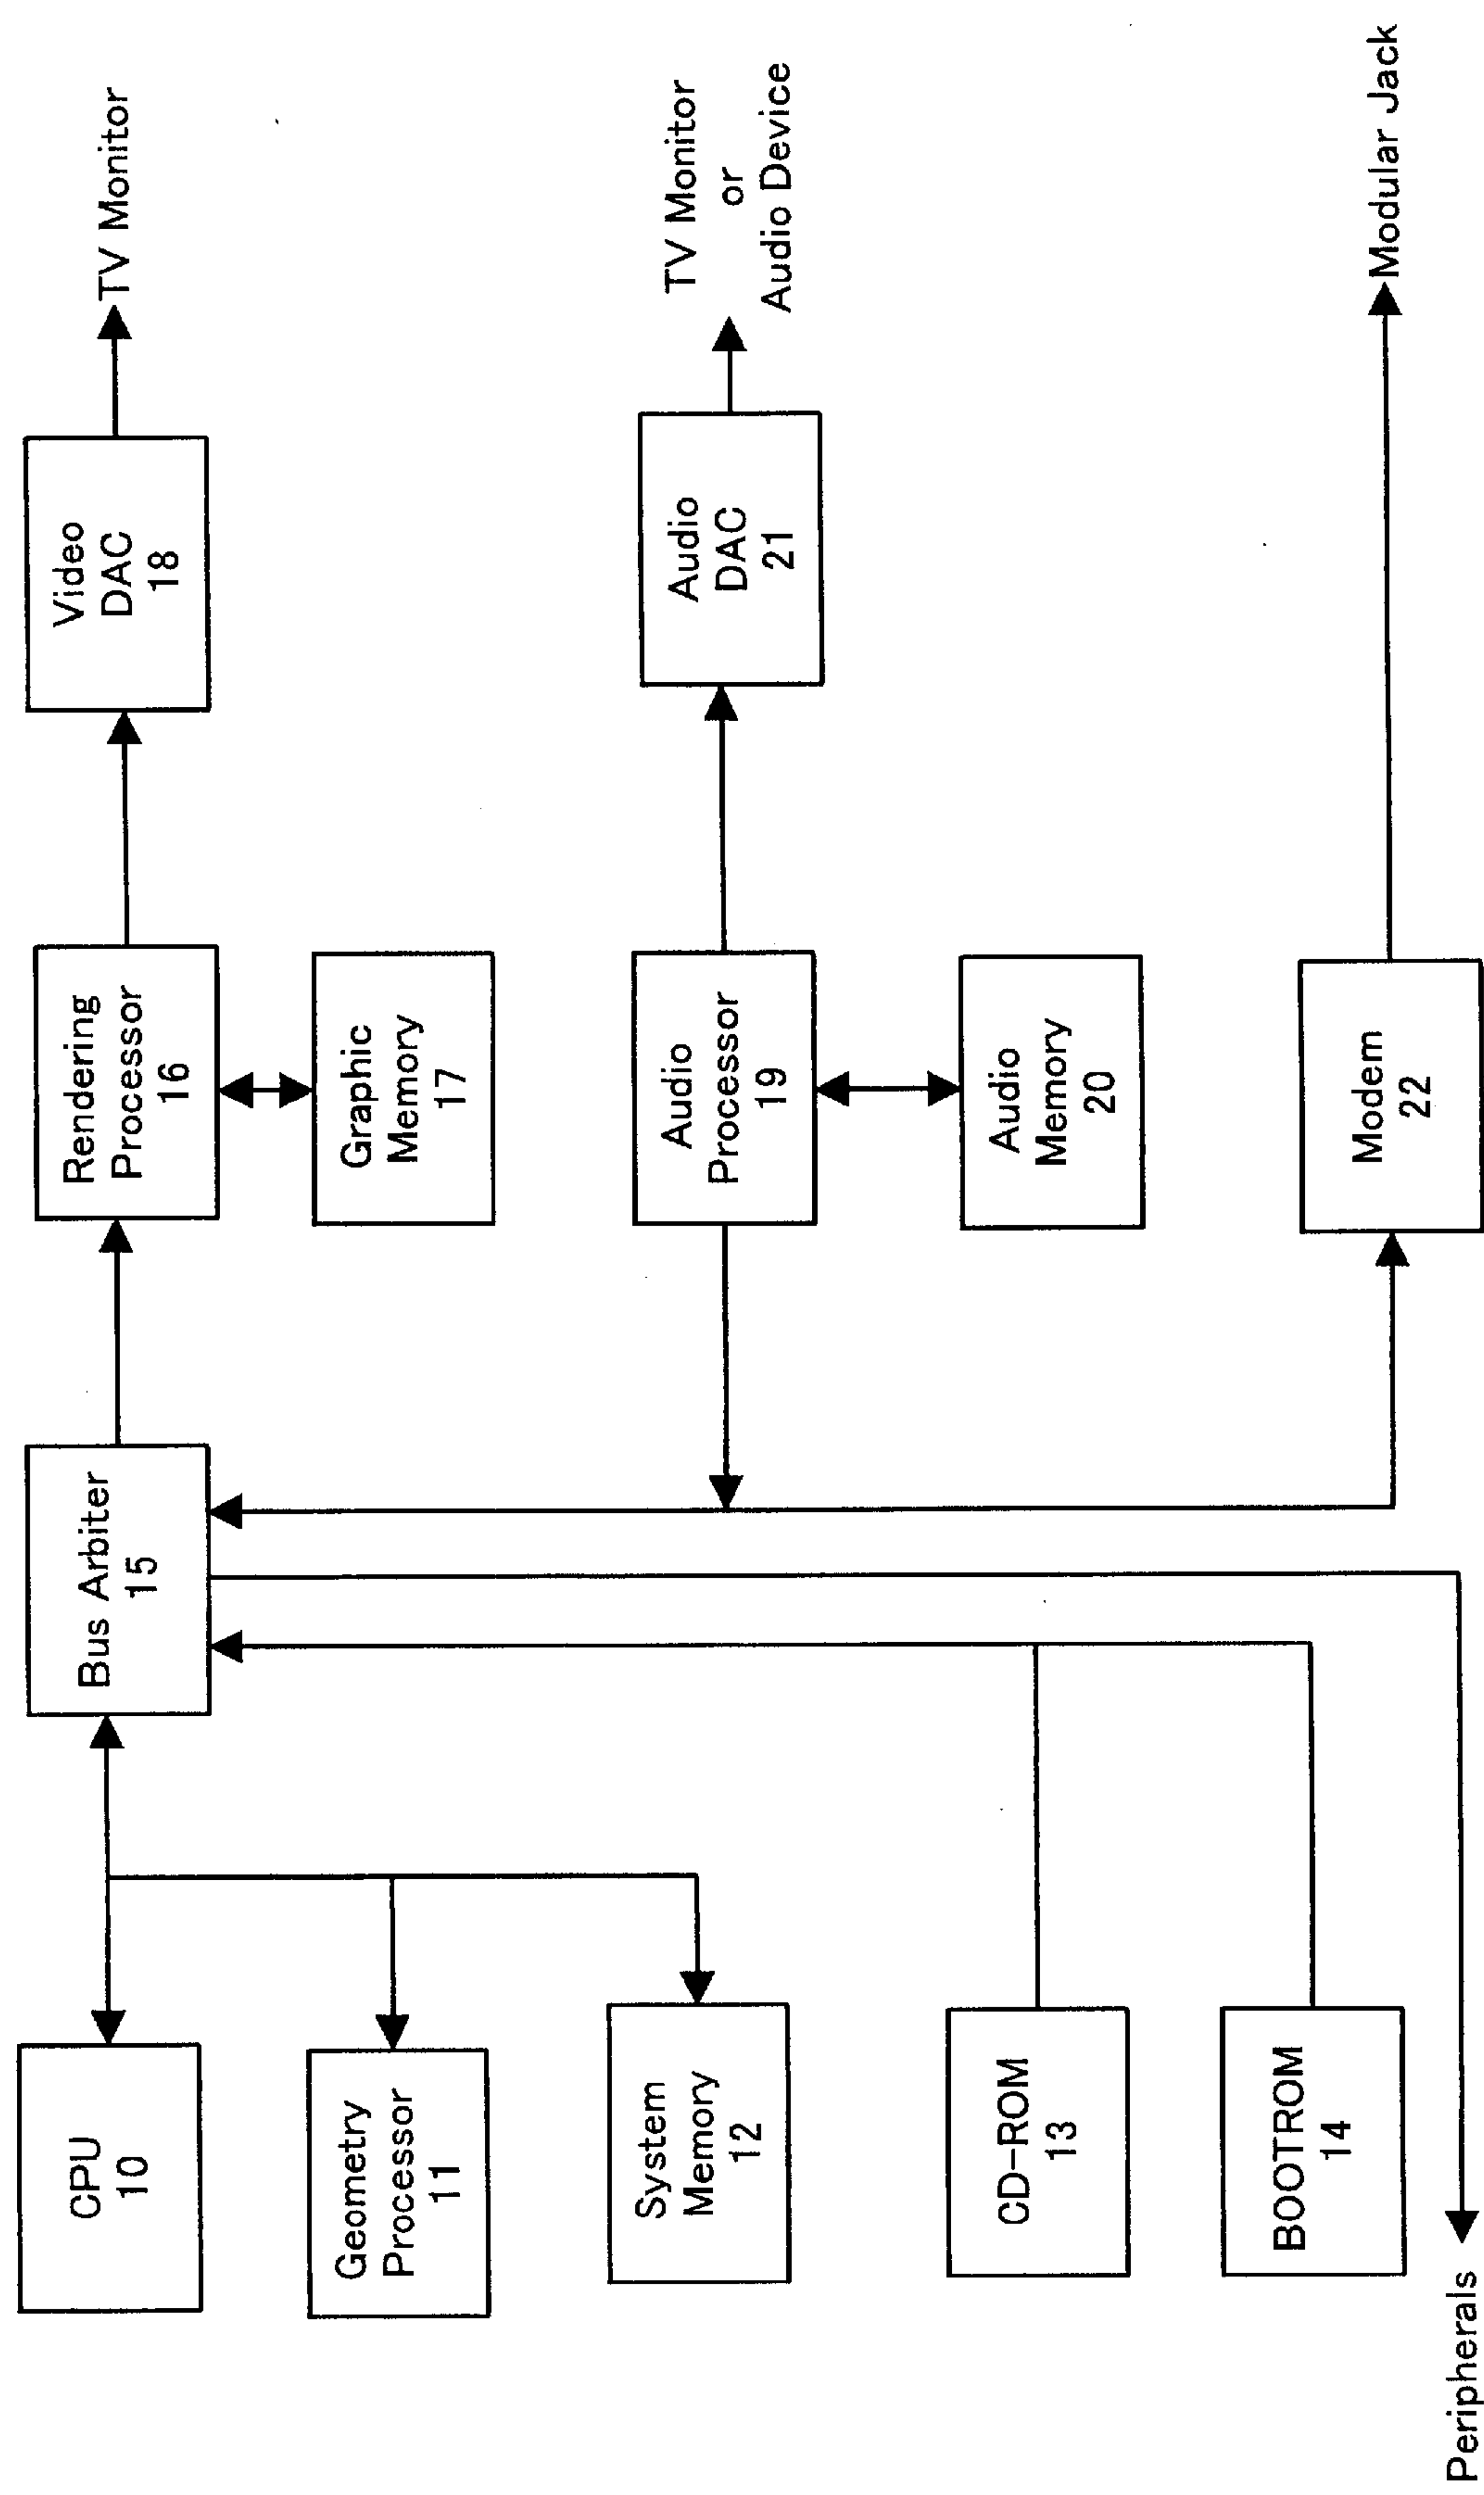 CPU
10
Geometry
Processor
11
System
Memory
12
CD-ROM
13
BOOTROM
14
Peripherals
Bus Arbiter
15
Rendering
Processor
16
Graphic
Memory
17
Audio
Processor
19
Audio
Memory
20
Modem
22
Video
DAC
18
Audio
DAC
21
TV Monitor
TV Monitor
or
Audio Device
Modular Jack